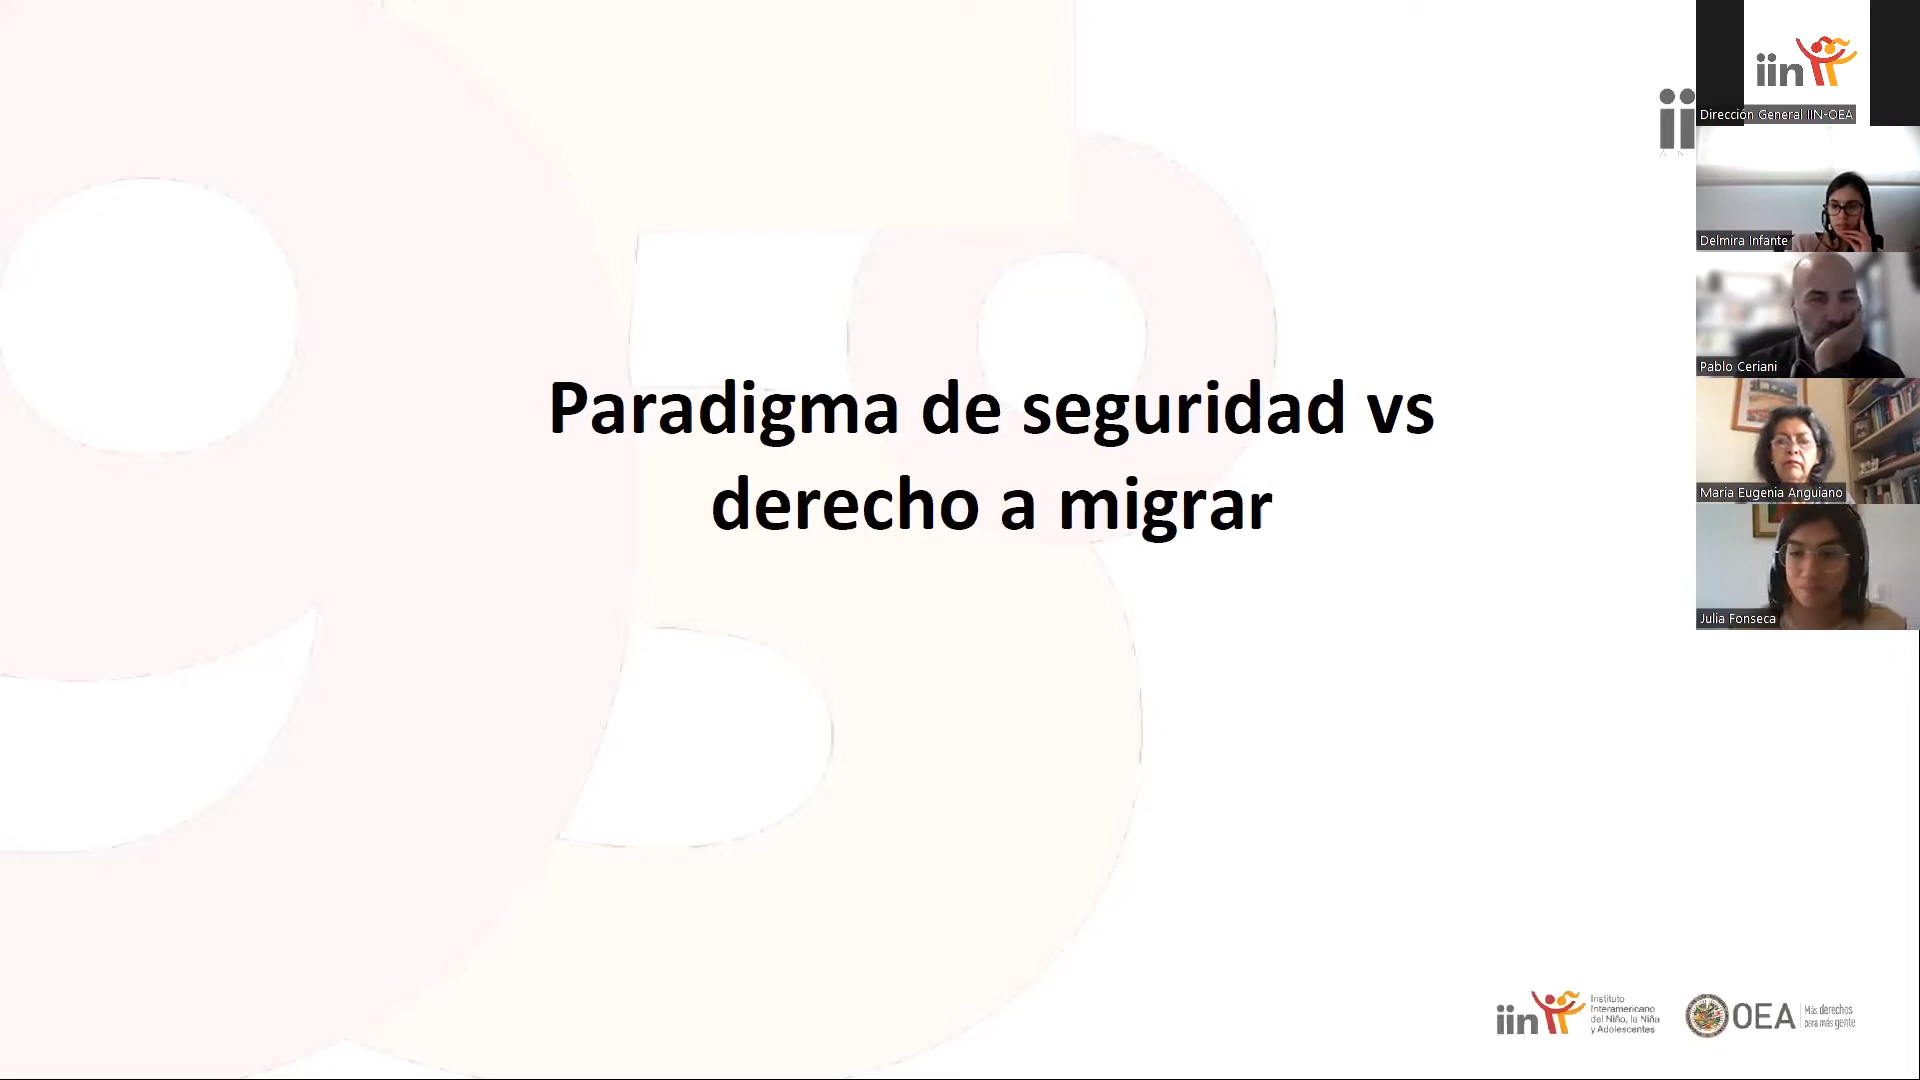 Paradigma de seguridad vs
derecho a migrar
iin
Dirección General IIN-OEA
Delmira Infante
Pablo Ceriani
Maria Eugenia Anguiano
Julia Fonseca
iin
Instituto
Interamericano
del Niño, la Niña
y Adolescentes
OEA
Más derechos
para más gente